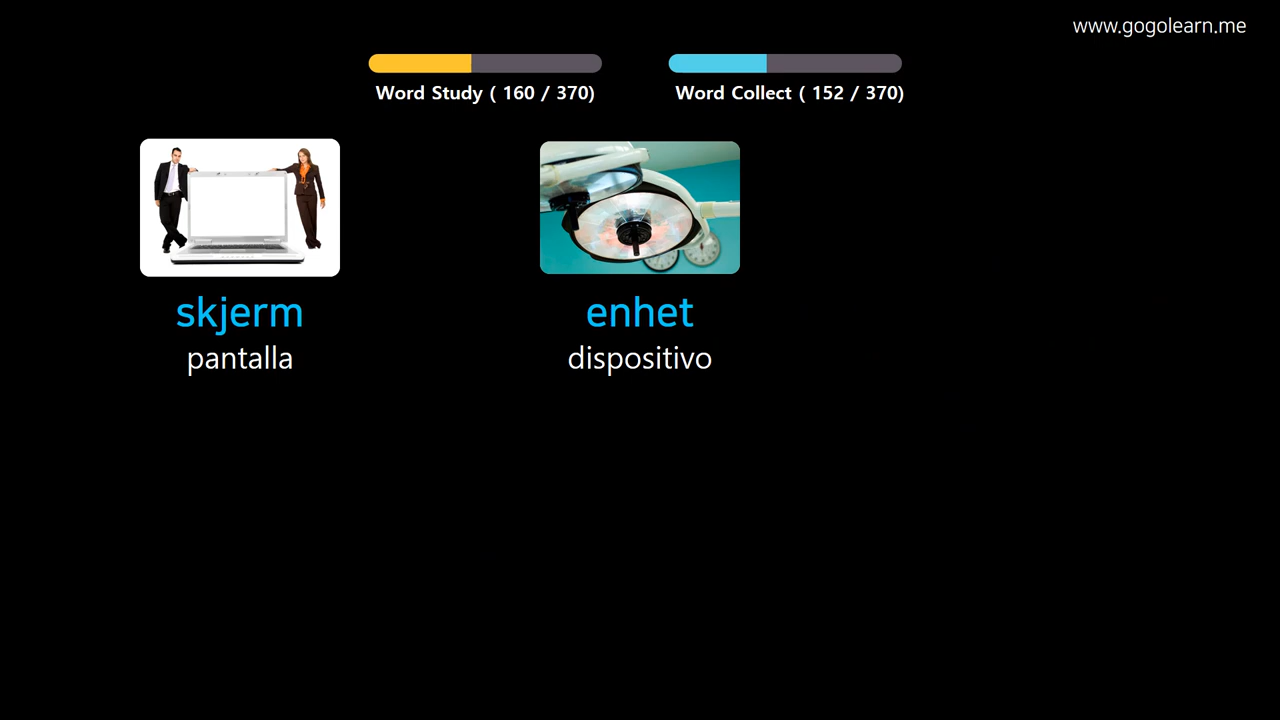 www.gogolearn.me
Word Study ( 160 / 370)
Word Collect ( 152 / 370)
skjerm
pantalla
enhet
dispositivo